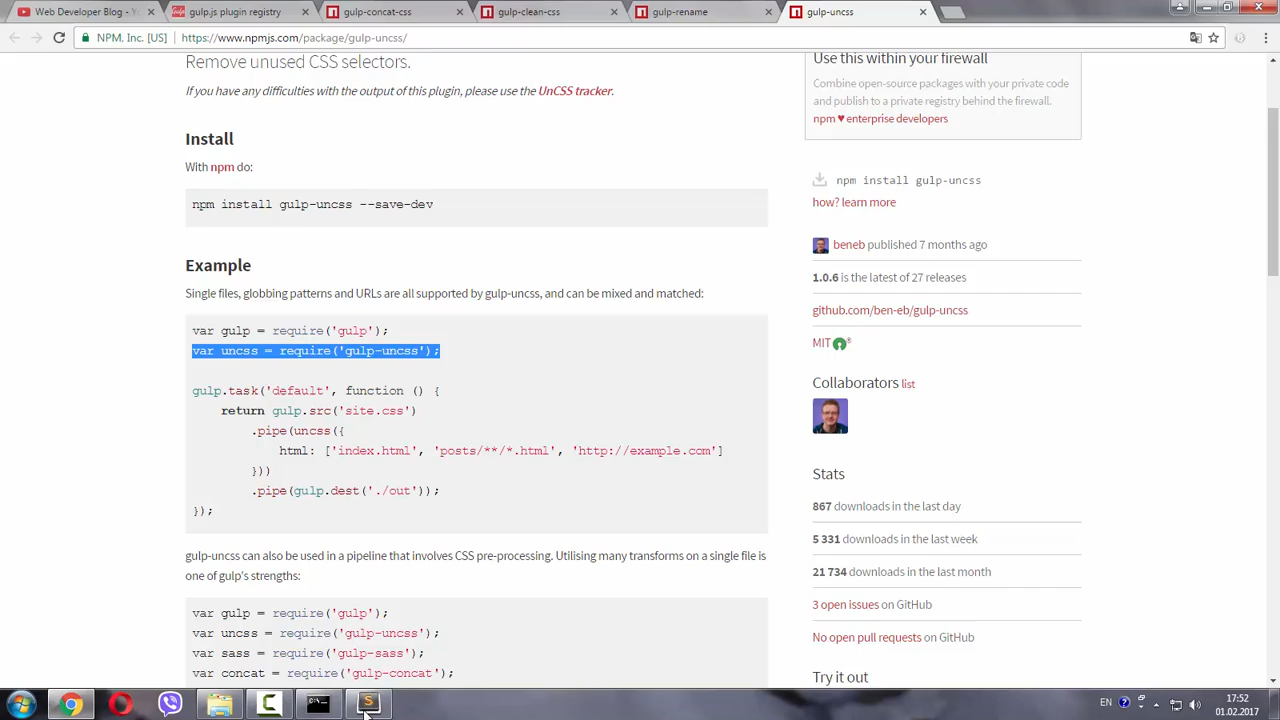 Web Developer Blog - Yo
gulp.js plugin registry
gulp-concat-css
gulp-clean-css
gulp-rename
gulp-uncss
NPM, Inc. [US]
https://www.npmjs.com/package/gulp-uncss/
Remove unused CSS selectors.
If you have any difficulties with the output of this plugin, please use the UnCSS tracker.
Install
With npm do:
npm install gulp-uncss --save-dev
Example
Single files, globbing patterns and URLs are all supported by gulp-uncss, and can be mixed and matched:
var gulp = require('gulp');
var uncss = require('gulp-uncss');
gulp.task('default', function () {
return gulp.src('site.css')
.pipe(uncss({
html: ['index.html', 'posts/**/*.html', 'http://example.com']
}))
.pipe(gulp.dest('./out'));
});
gulp-uncss can also be used in a pipeline that involves CSS pre-processing. Utilising many transforms on a single file is
one of gulp's strengths:
var gulp = require('gulp');
var uncss = require('gulp-uncss');
var sass = require('gulp-sass');
var concat = require('gulp-concat');
Use this within your firewall
Combine open-source packages with your private code
and publish to a private registry behind the firewall.
npm ♥ enterprise developers
npm install gulp-uncss
how? learn more
beneb published 7 months ago
1.0.6 is the latest of 27 releases
github.com/ben-eb/gulp-uncss
MIT
Collaborators list
Stats
867 downloads in the last day
5 331 downloads in the last week
21 734 downloads in the last month
3 open issues on GitHub
No open pull requests on GitHub
Try it out
EN
17:52
01.02.2017